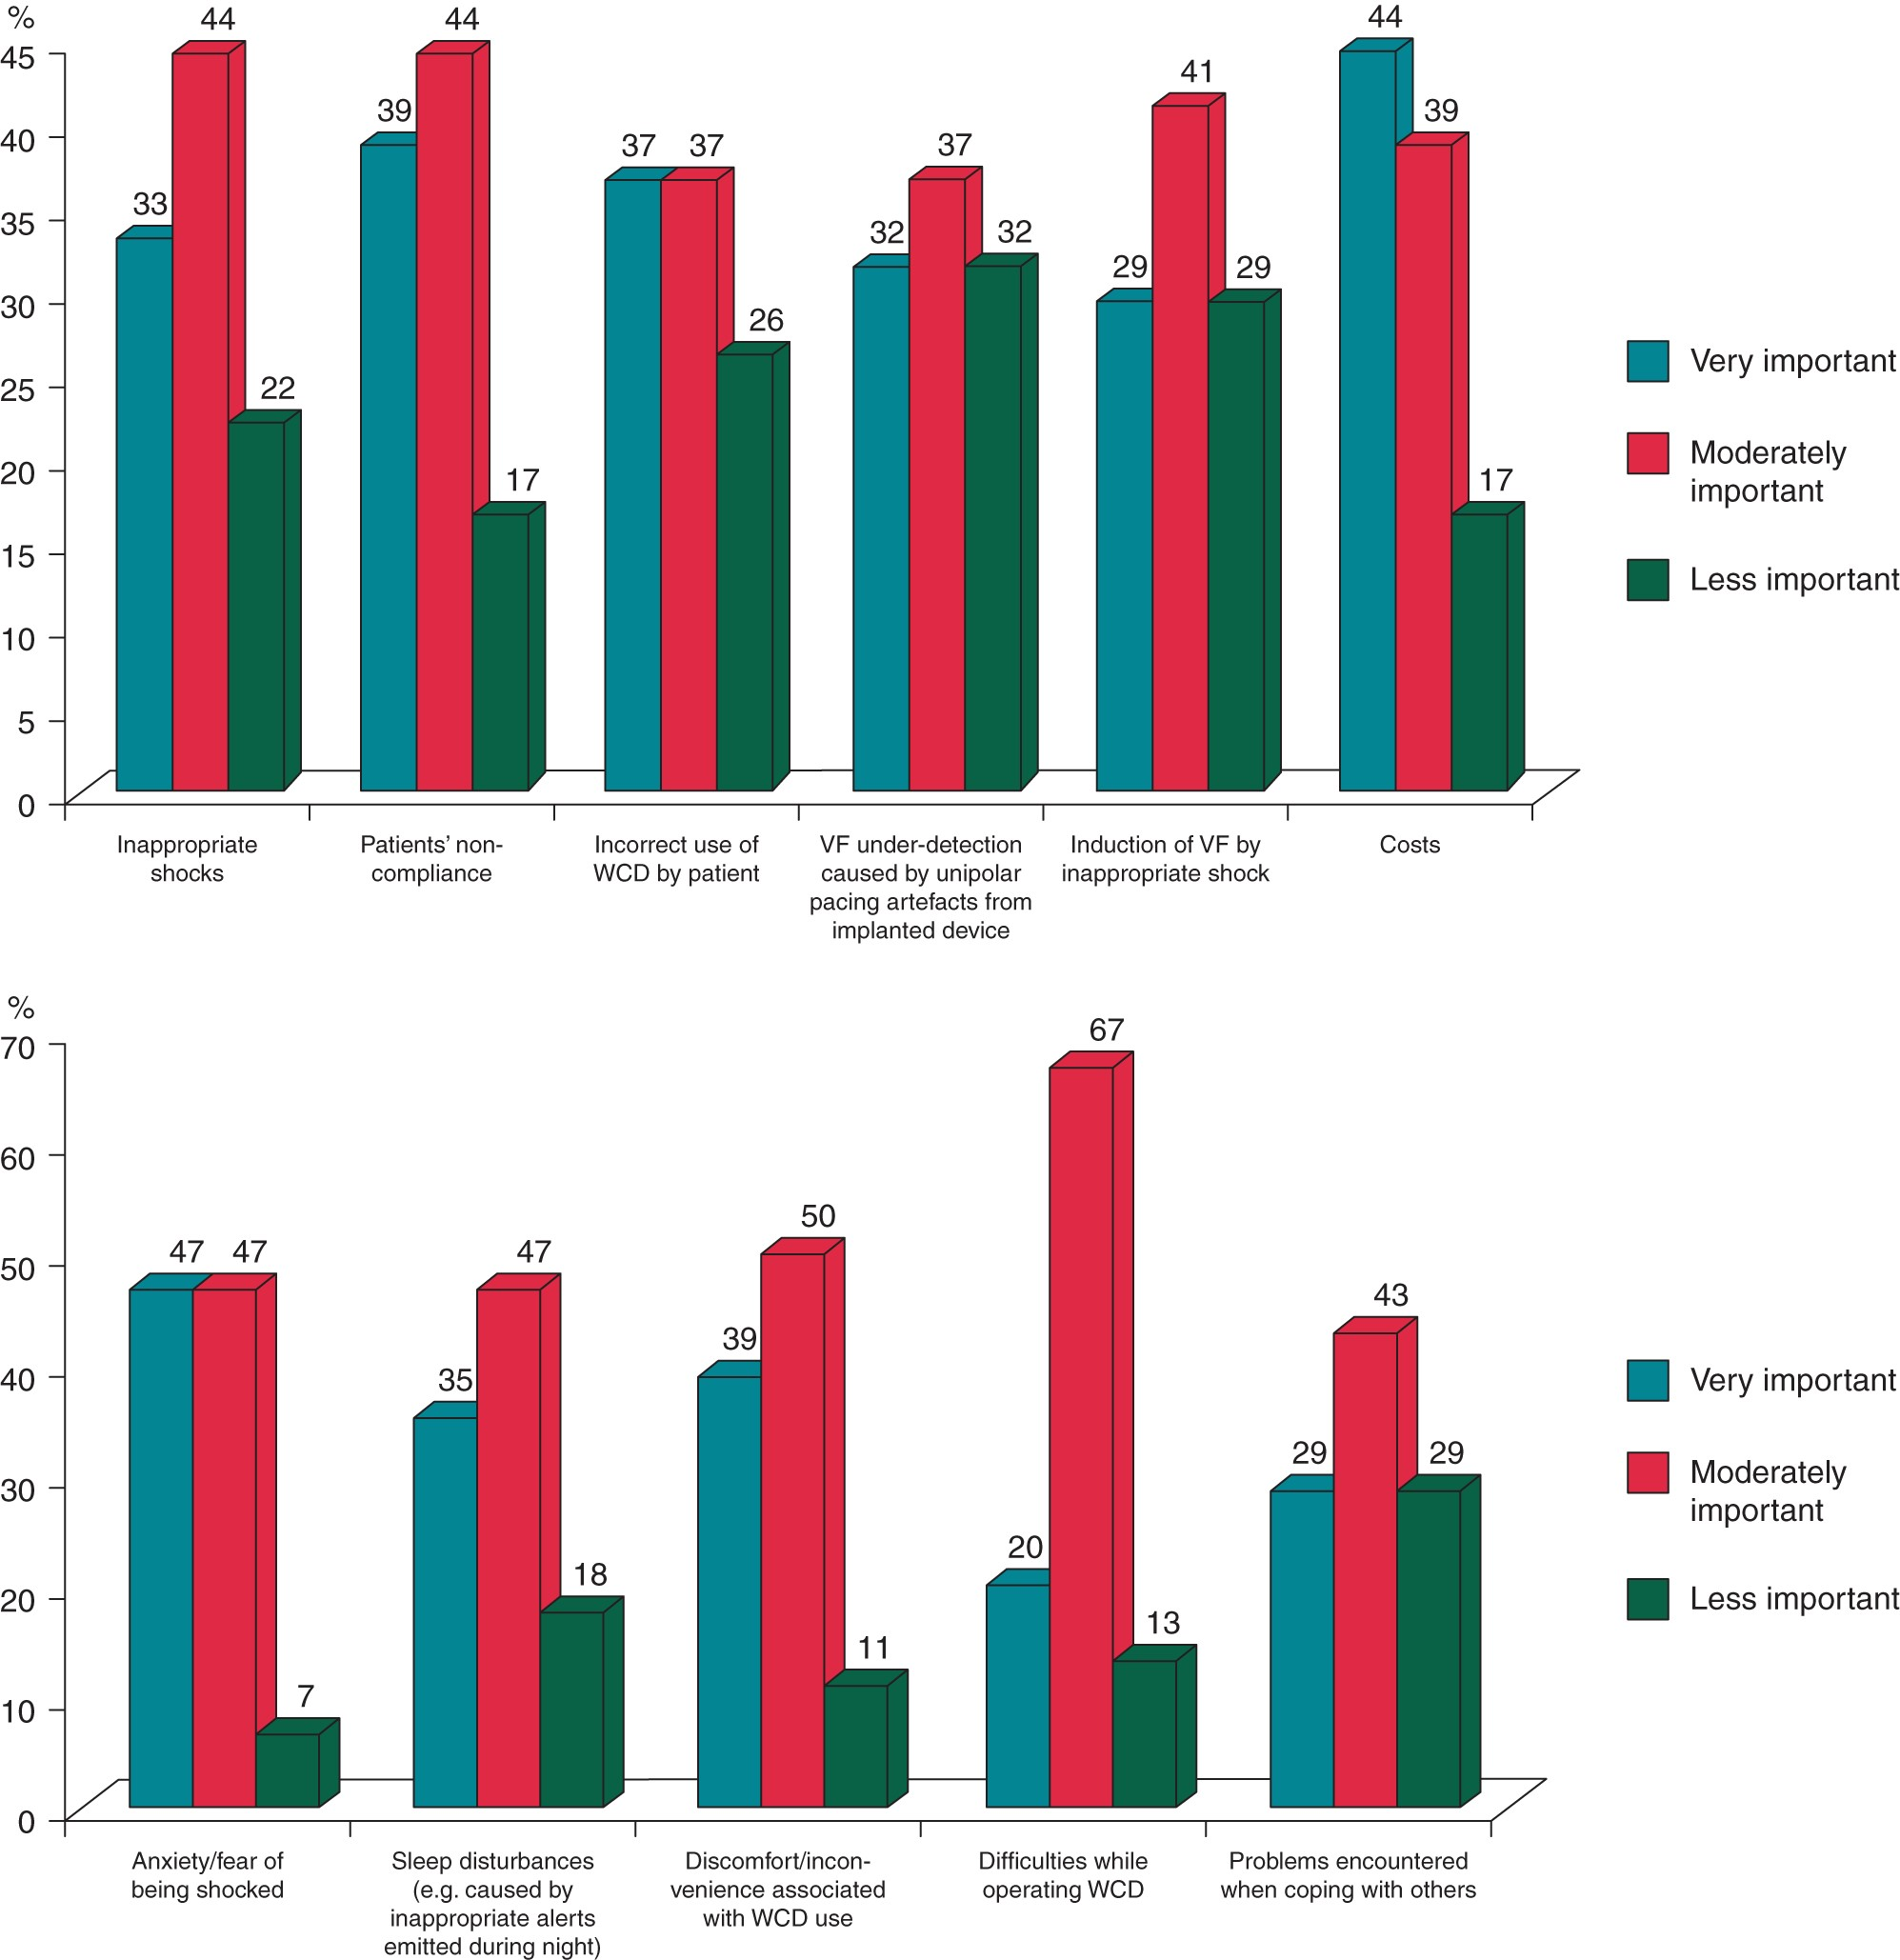 %
44
44
44
45
41
39
39
40
37
37
37
33
35
32
32
29
29
30
26
25
22
20
17
17
15
10
5
0
Very important
Moderately
important
Less important
Inappropriate
shocks
Patients’ non-
compliance
Incorrect use of
WCD by patient
VF under-detection
caused by unipolar
pacing artefacts from
implanted device
Induction of VF by
inappropriate shock
Costs
%
70
67
60
50
47
47
47
50
43
39
40
35
29
29
30
20
18
20
13
11
7
10
0
Very important
Moderately
important
Less important
Anxiety/fear of
being shocked
Sleep disturbances
(e.g. caused by
inappropriate alerts
emitted during night)
Discomfort/incon-
venience associated
with WCD use
Difficulties while
operating WCD
Problems encountered
when coping with others